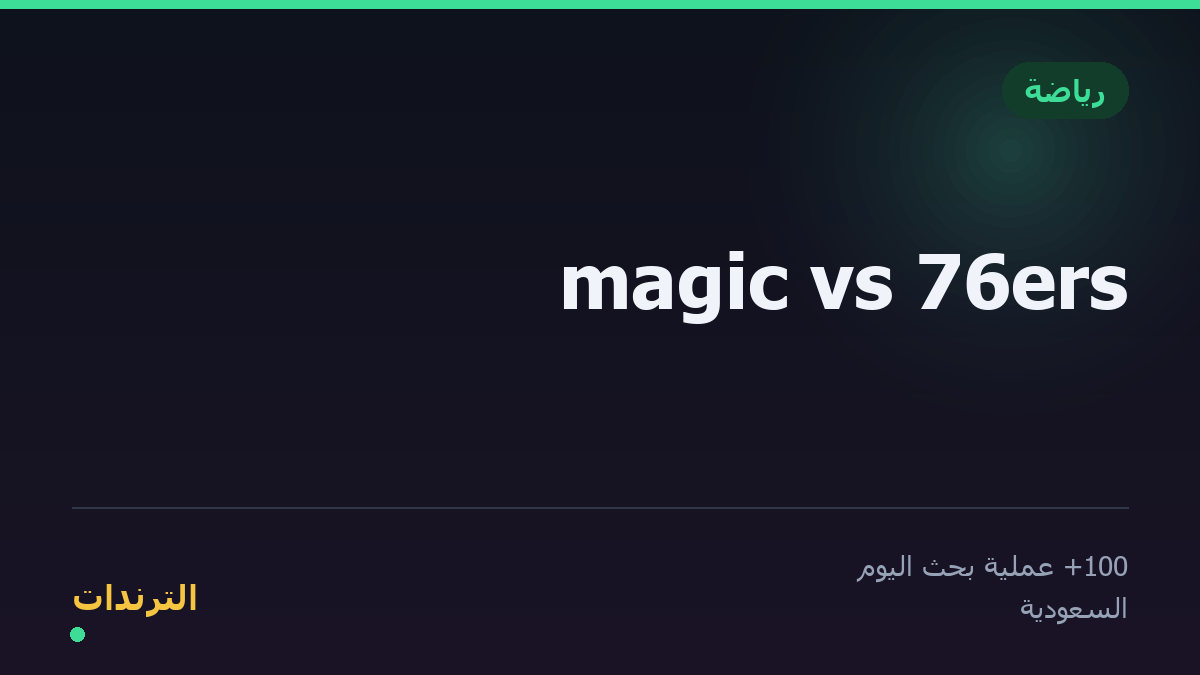 رياضة
magic vs 76ers
+100 عملية بحث اليوم
السعودية
الترندات